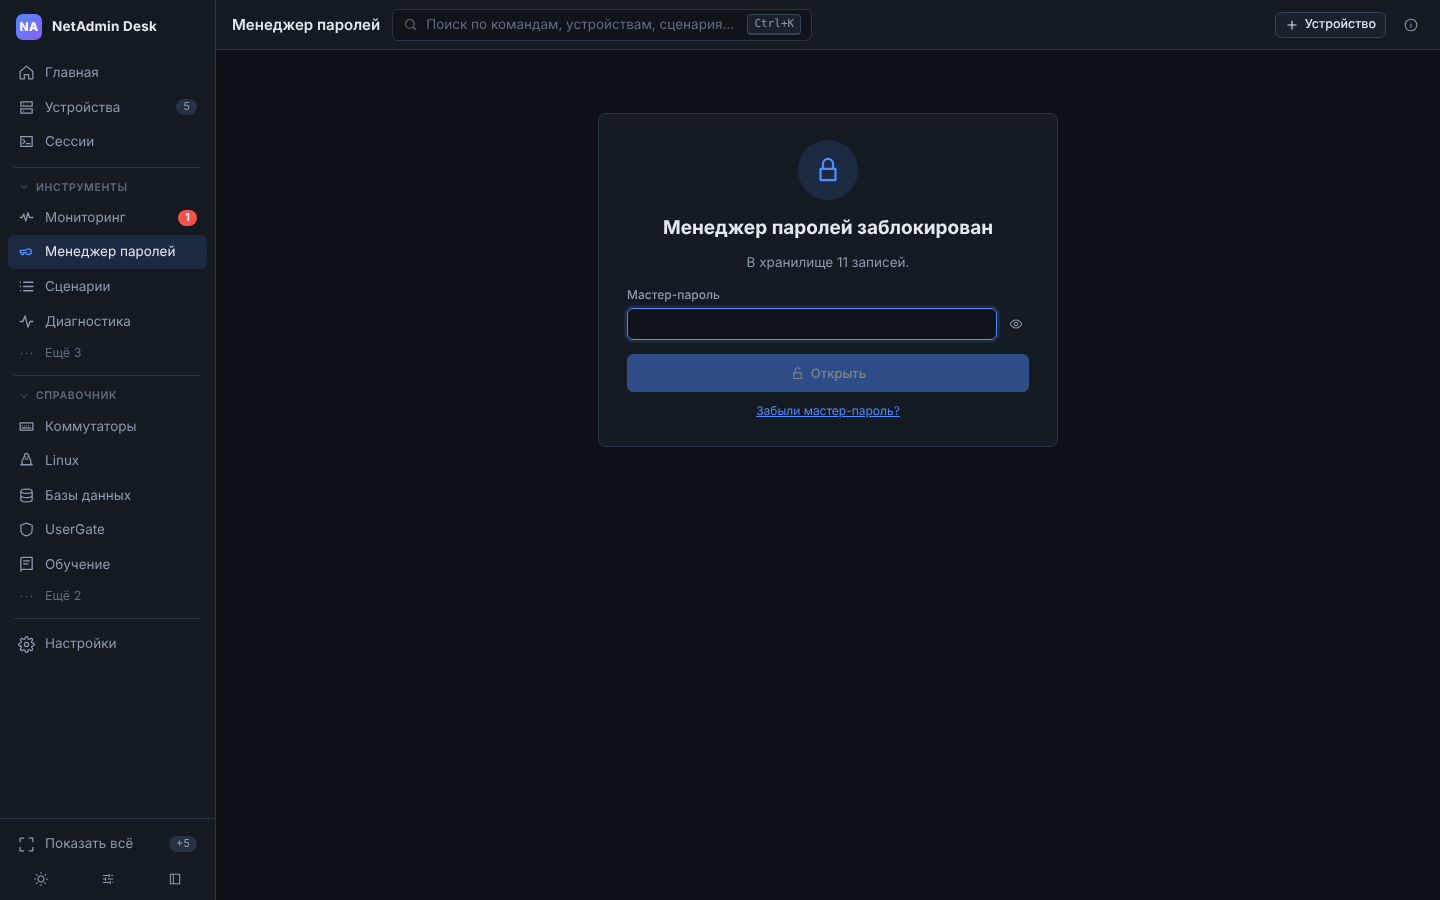 NA NetAdmin Desk
Главная
Устройства 5
Сессии
ИНСТРУМЕНТЫ
Мониторинг 1
Менеджер паролей
Сценарии
Диагностика
... Ещё 3
СПРАВОЧНИК
Коммутаторы
Linux
Базы данных
UserGate
Обучение
... Ещё 2
Настройки
Показать всё +5
Менеджер паролей
Поиск по командам, устройствам, сценария... Ctrl+K
+ Устройство
Менеджер паролей заблокирован
В хранилище 11 записей.
Мастер-пароль
Открыть
Забыли мастер-пароль?